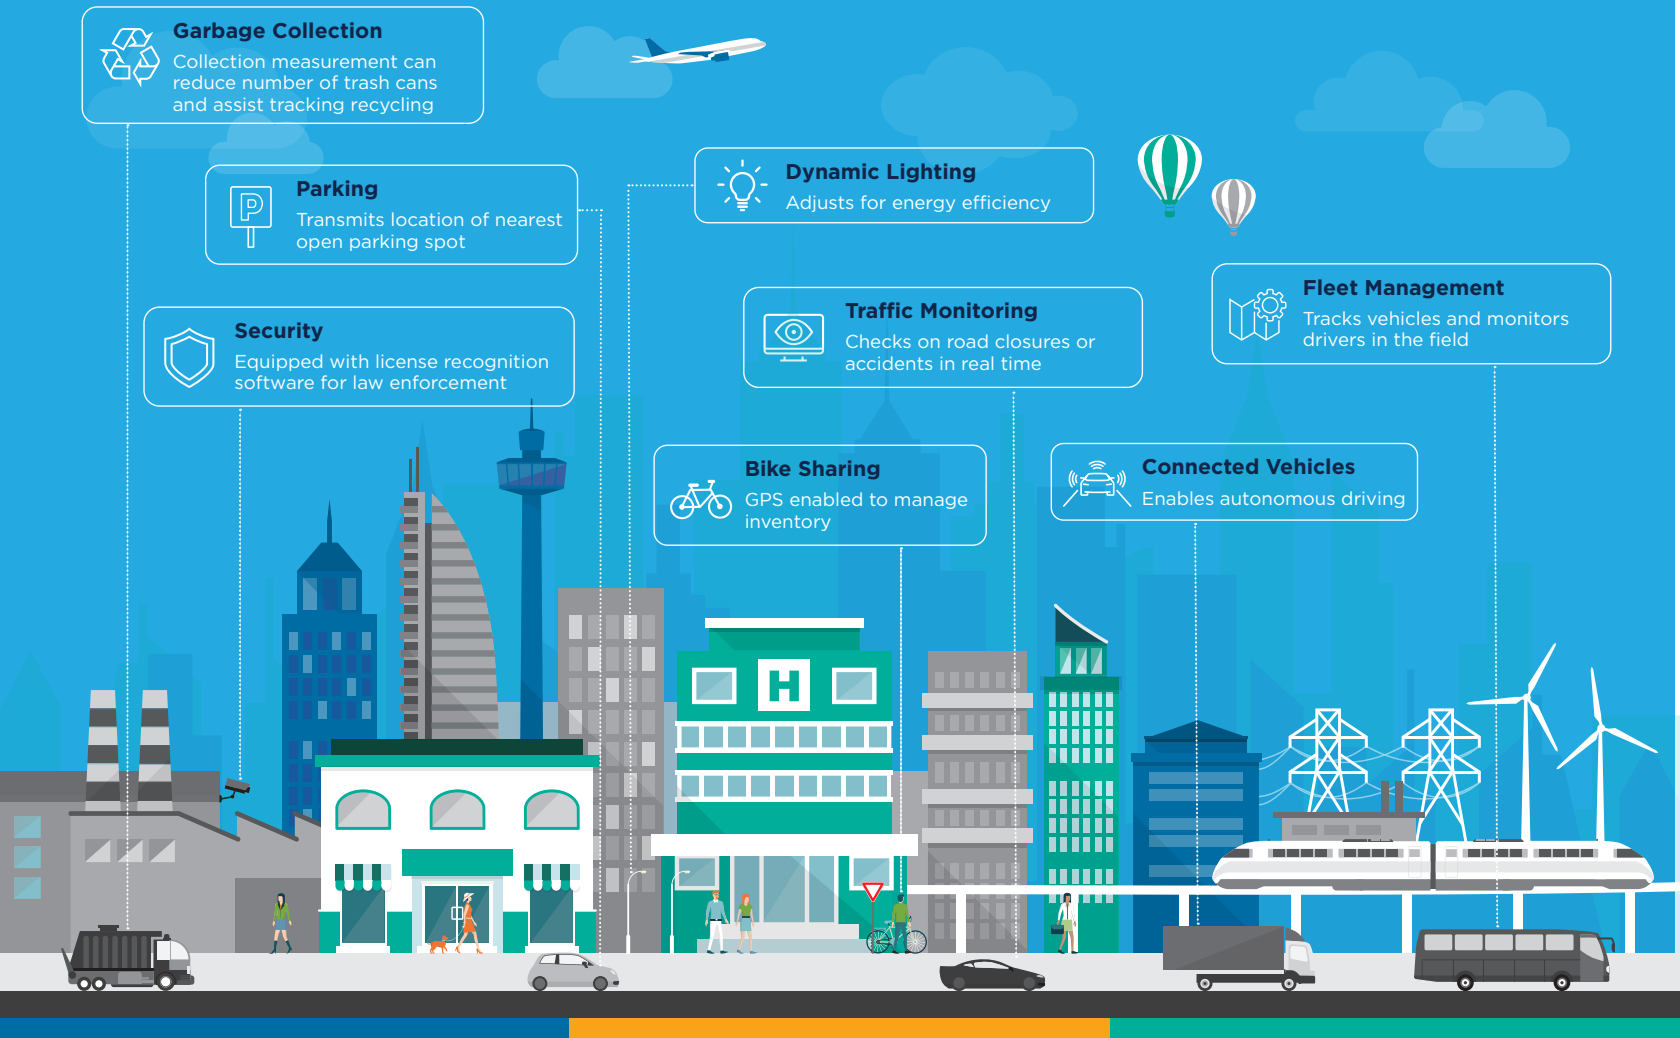 Garbage Collection
Collection measurement can
reduce number of trash cans
and assist tracking recycling
P
Parking
Transmits location of nearest
open parking spot
Dynamic Lighting
Adjusts for energy efficiency
Security
Equipped with license recognition
software for law enforcement
Traffic Monitoring
Checks on road closures or
accidents in real time
Fleet Management
Tracks vehicles and monitors
drivers in the field
Bike Sharing
GPS enabled to manage
inventory
Connected Vehicles
Enables autonomous driving
H